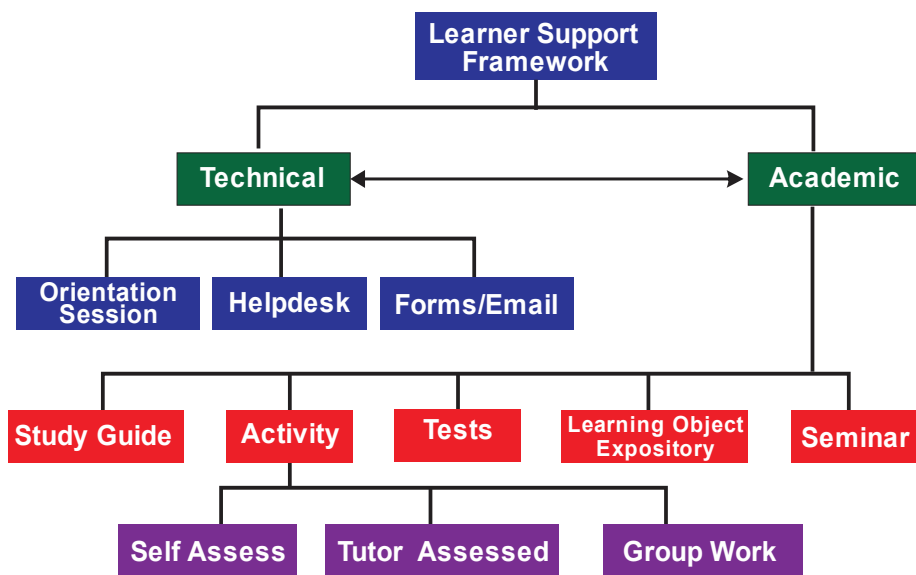 Learner Support
Framework
Technical
Academic
Orientation
Session
Helpdesk
Forms/Email
Study Guide
Activity
Tests
Learning Object
Expository
Seminar
Self Assess
Tutor Assessed
Group Work